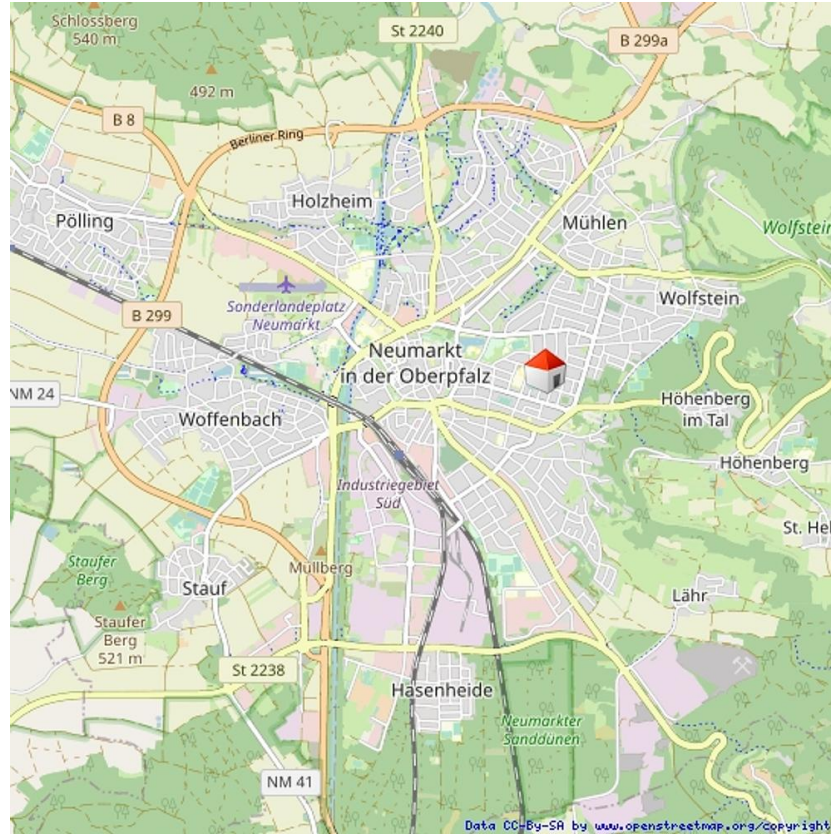 Schlossberg
540 m
St 2240
B 299a
492 m
B 8
Berliner Ring
Holzheim
Pölling
Mühlen
Wolfstein
Wolfstein
Sonderlandeplatz
Neumarkt
B 299
Neumarkt
in der Oberpfalz
NM 24
Woffenbach
Höhenberg
im Tal
Höhenberg
Industriegebiet
Süd
St. Hel
Staufer
Berg
Stauf
Müllberg
Lähr
Staufer
Berg
521 m
St 2238
Hasenheide
Neumarkter
Sanddünen
NM 41
Data CC-By-SA by www.openstreetmap.org/copyright